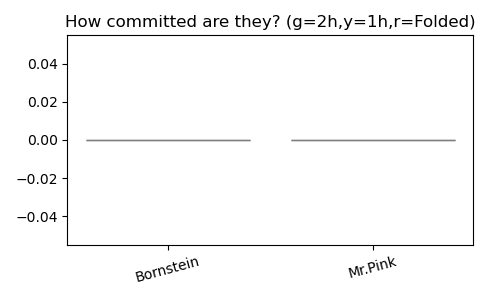 How committed are they? (g=2h,y=1h,r=Folded)
0.04
0.02
0.00
−0.02
−0.04
Bornstein
Mr.Pink